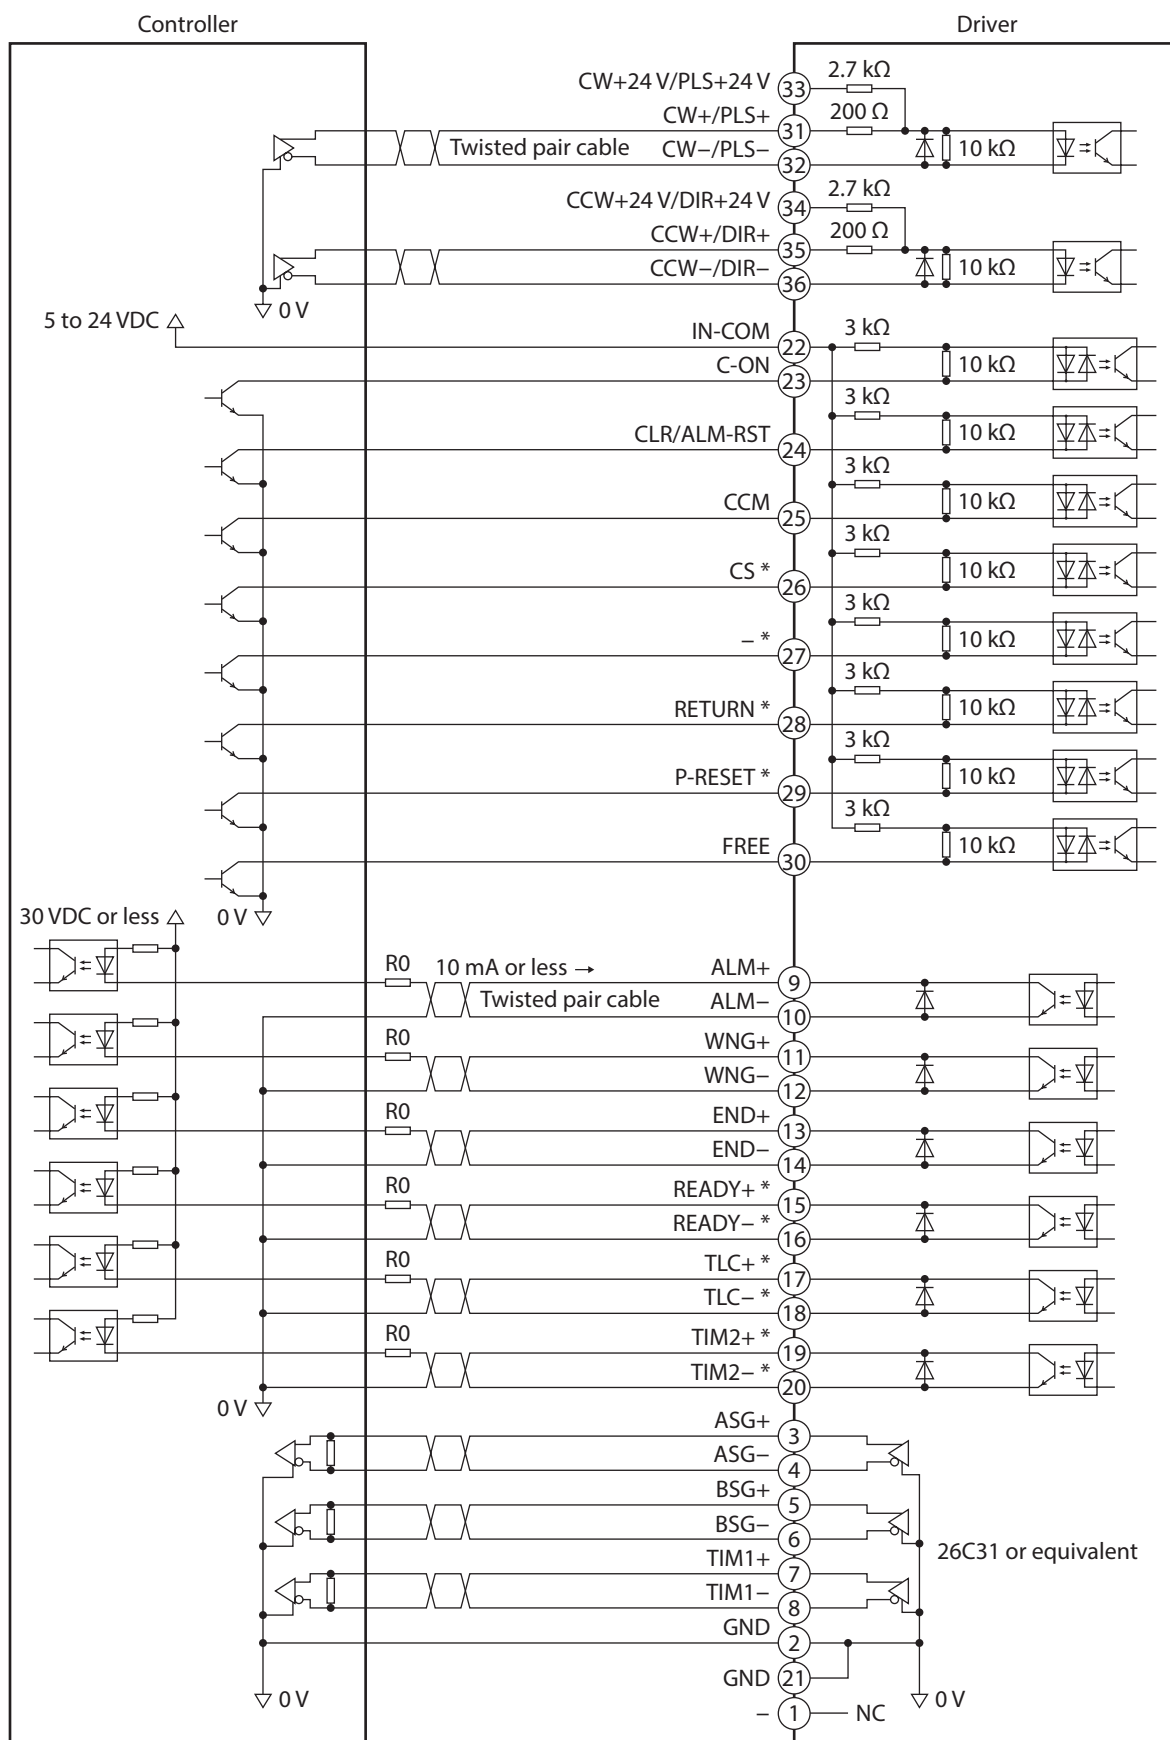 Controller
Driver
CW+24 V/PLS+24 V
33
2.7 kΩ
CW+/PLS+
31
200 Ω
Twisted pair cable
CW−/PLS−
32
10 kΩ
CCW+24 V/DIR+24 V
34
2.7 kΩ
CCW+/DIR+
35
200 Ω
CCW−/DIR−
36
10 kΩ
0 V
5 to 24 VDC
IN-COM
22
3 kΩ
C-ON
23
10 kΩ
3 kΩ
CLR/ALM-RST
24
10 kΩ
3 kΩ
CCM
25
10 kΩ
3 kΩ
CS *
26
10 kΩ
3 kΩ
− *
27
10 kΩ
3 kΩ
RETURN *
28
10 kΩ
3 kΩ
P-RESET *
29
10 kΩ
3 kΩ
FREE
30
10 kΩ
30 VDC or less
0 V
R0
10 mA or less →
ALM+
9
Twisted pair cable
ALM−
10
R0
WNG+
11
WNG−
12
R0
END+
13
END−
14
R0
READY+ *
15
READY− *
16
R0
TLC+ *
17
TLC− *
18
R0
TIM2+ *
19
TIM2− *
20
0 V
ASG+
3
ASG−
4
BSG+
5
BSG−
6
26C31 or equivalent
TIM1+
7
TIM1−
8
GND
2
GND
21
0 V
0 V
−
1
NC